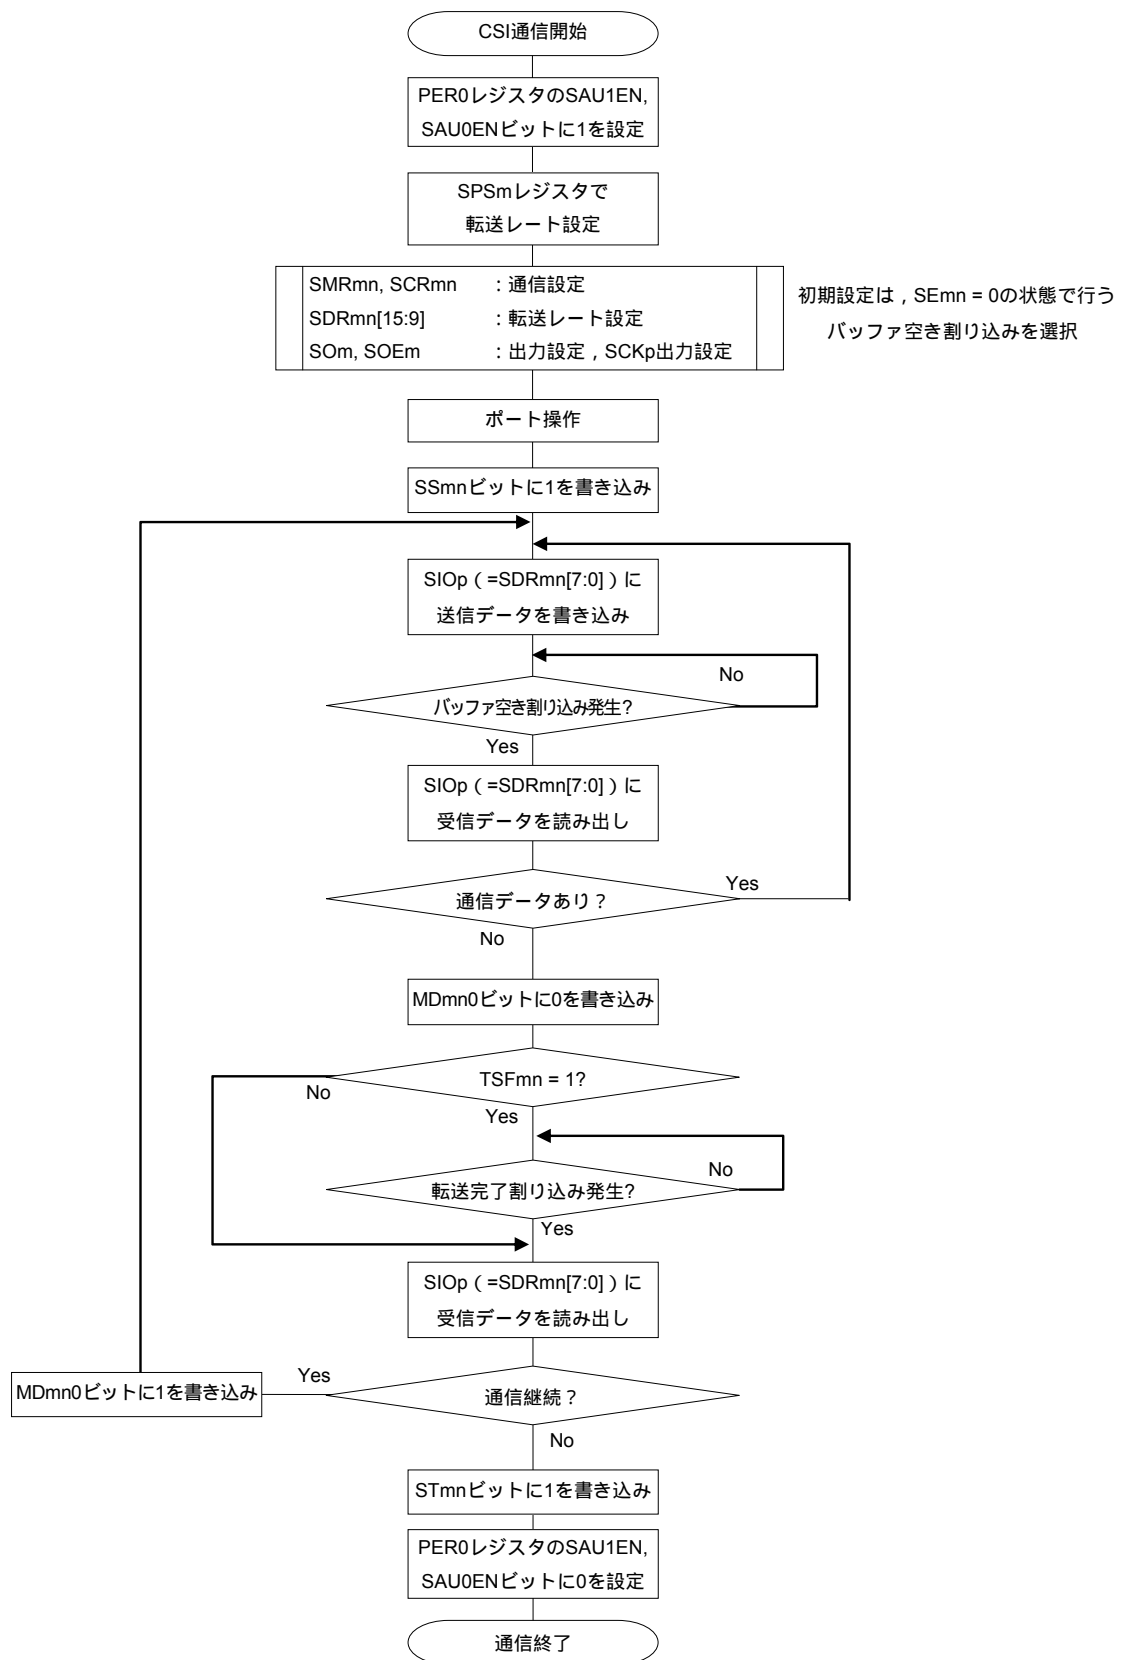 CSI通信開始
PER0レジスタのSAU1EN,
SAU0ENビットに1を設定
SPSmレジスタで
転送レート設定
SMRmn, SCRmn ：通信設定
SDRmn[15:9] ：転送レート設定
SOm, SOEm ：出力設定，SCKp出力設定
初期設定は，SEmn = 0の状態で行う
バッファ空き割り込みを選択
ポート操作
SSmnビットに1を書き込み
SIOp（=SDRmn[7:0]）に
送信データを書き込み
No
バッファ空き割り込み発生?
Yes
SIOp（=SDRmn[7:0]）に
受信データを読み出し
Yes
通信データあり？
No
MDmn0ビットに0を書き込み
TSFmn = 1?
No
Yes
No
転送完了割り込み発生?
Yes
SIOp（=SDRmn[7:0]）に
受信データを読み出し
MDmn0ビットに1を書き込み
Yes
通信継続？
No
STmnビットに1を書き込み
PER0レジスタのSAU1EN,
SAU0ENビットに0を設定
通信終了